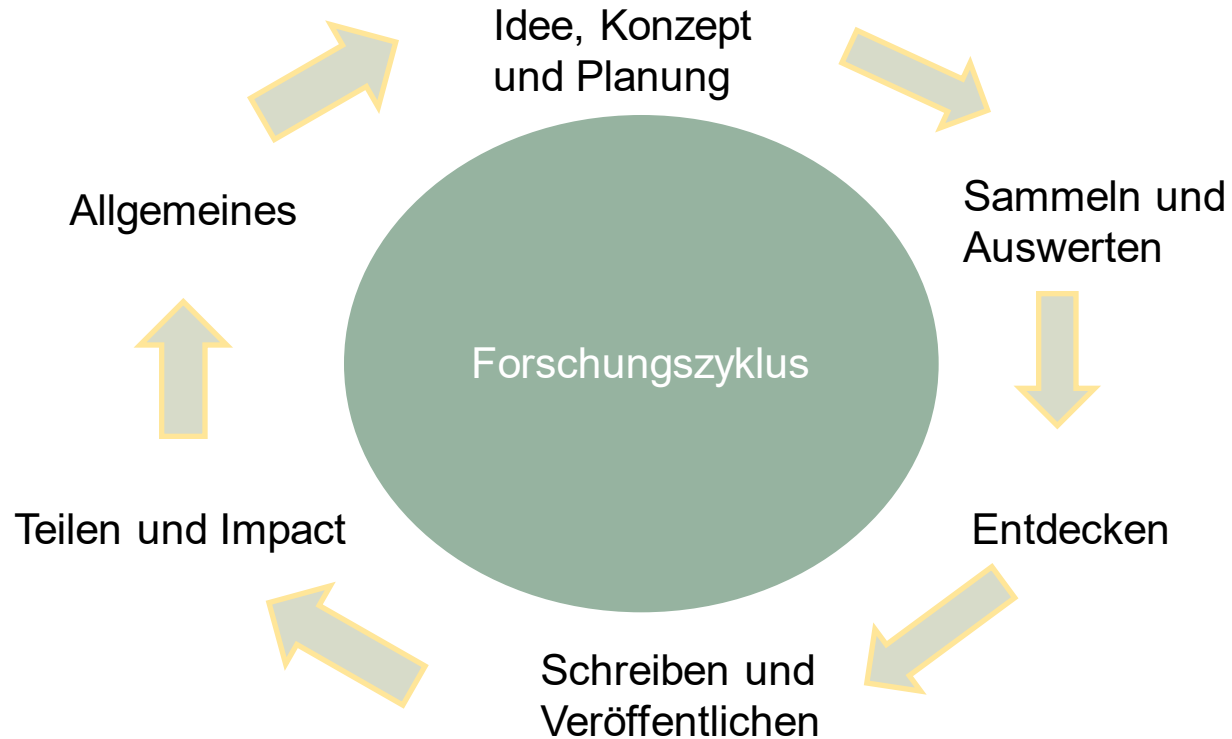 Idee, Konzept
und Planung
Allgemeines
Sammeln und
Auswerten
Forschungszyklus
Teilen und Impact
Entdecken
Schreiben und
Veröffentlichen